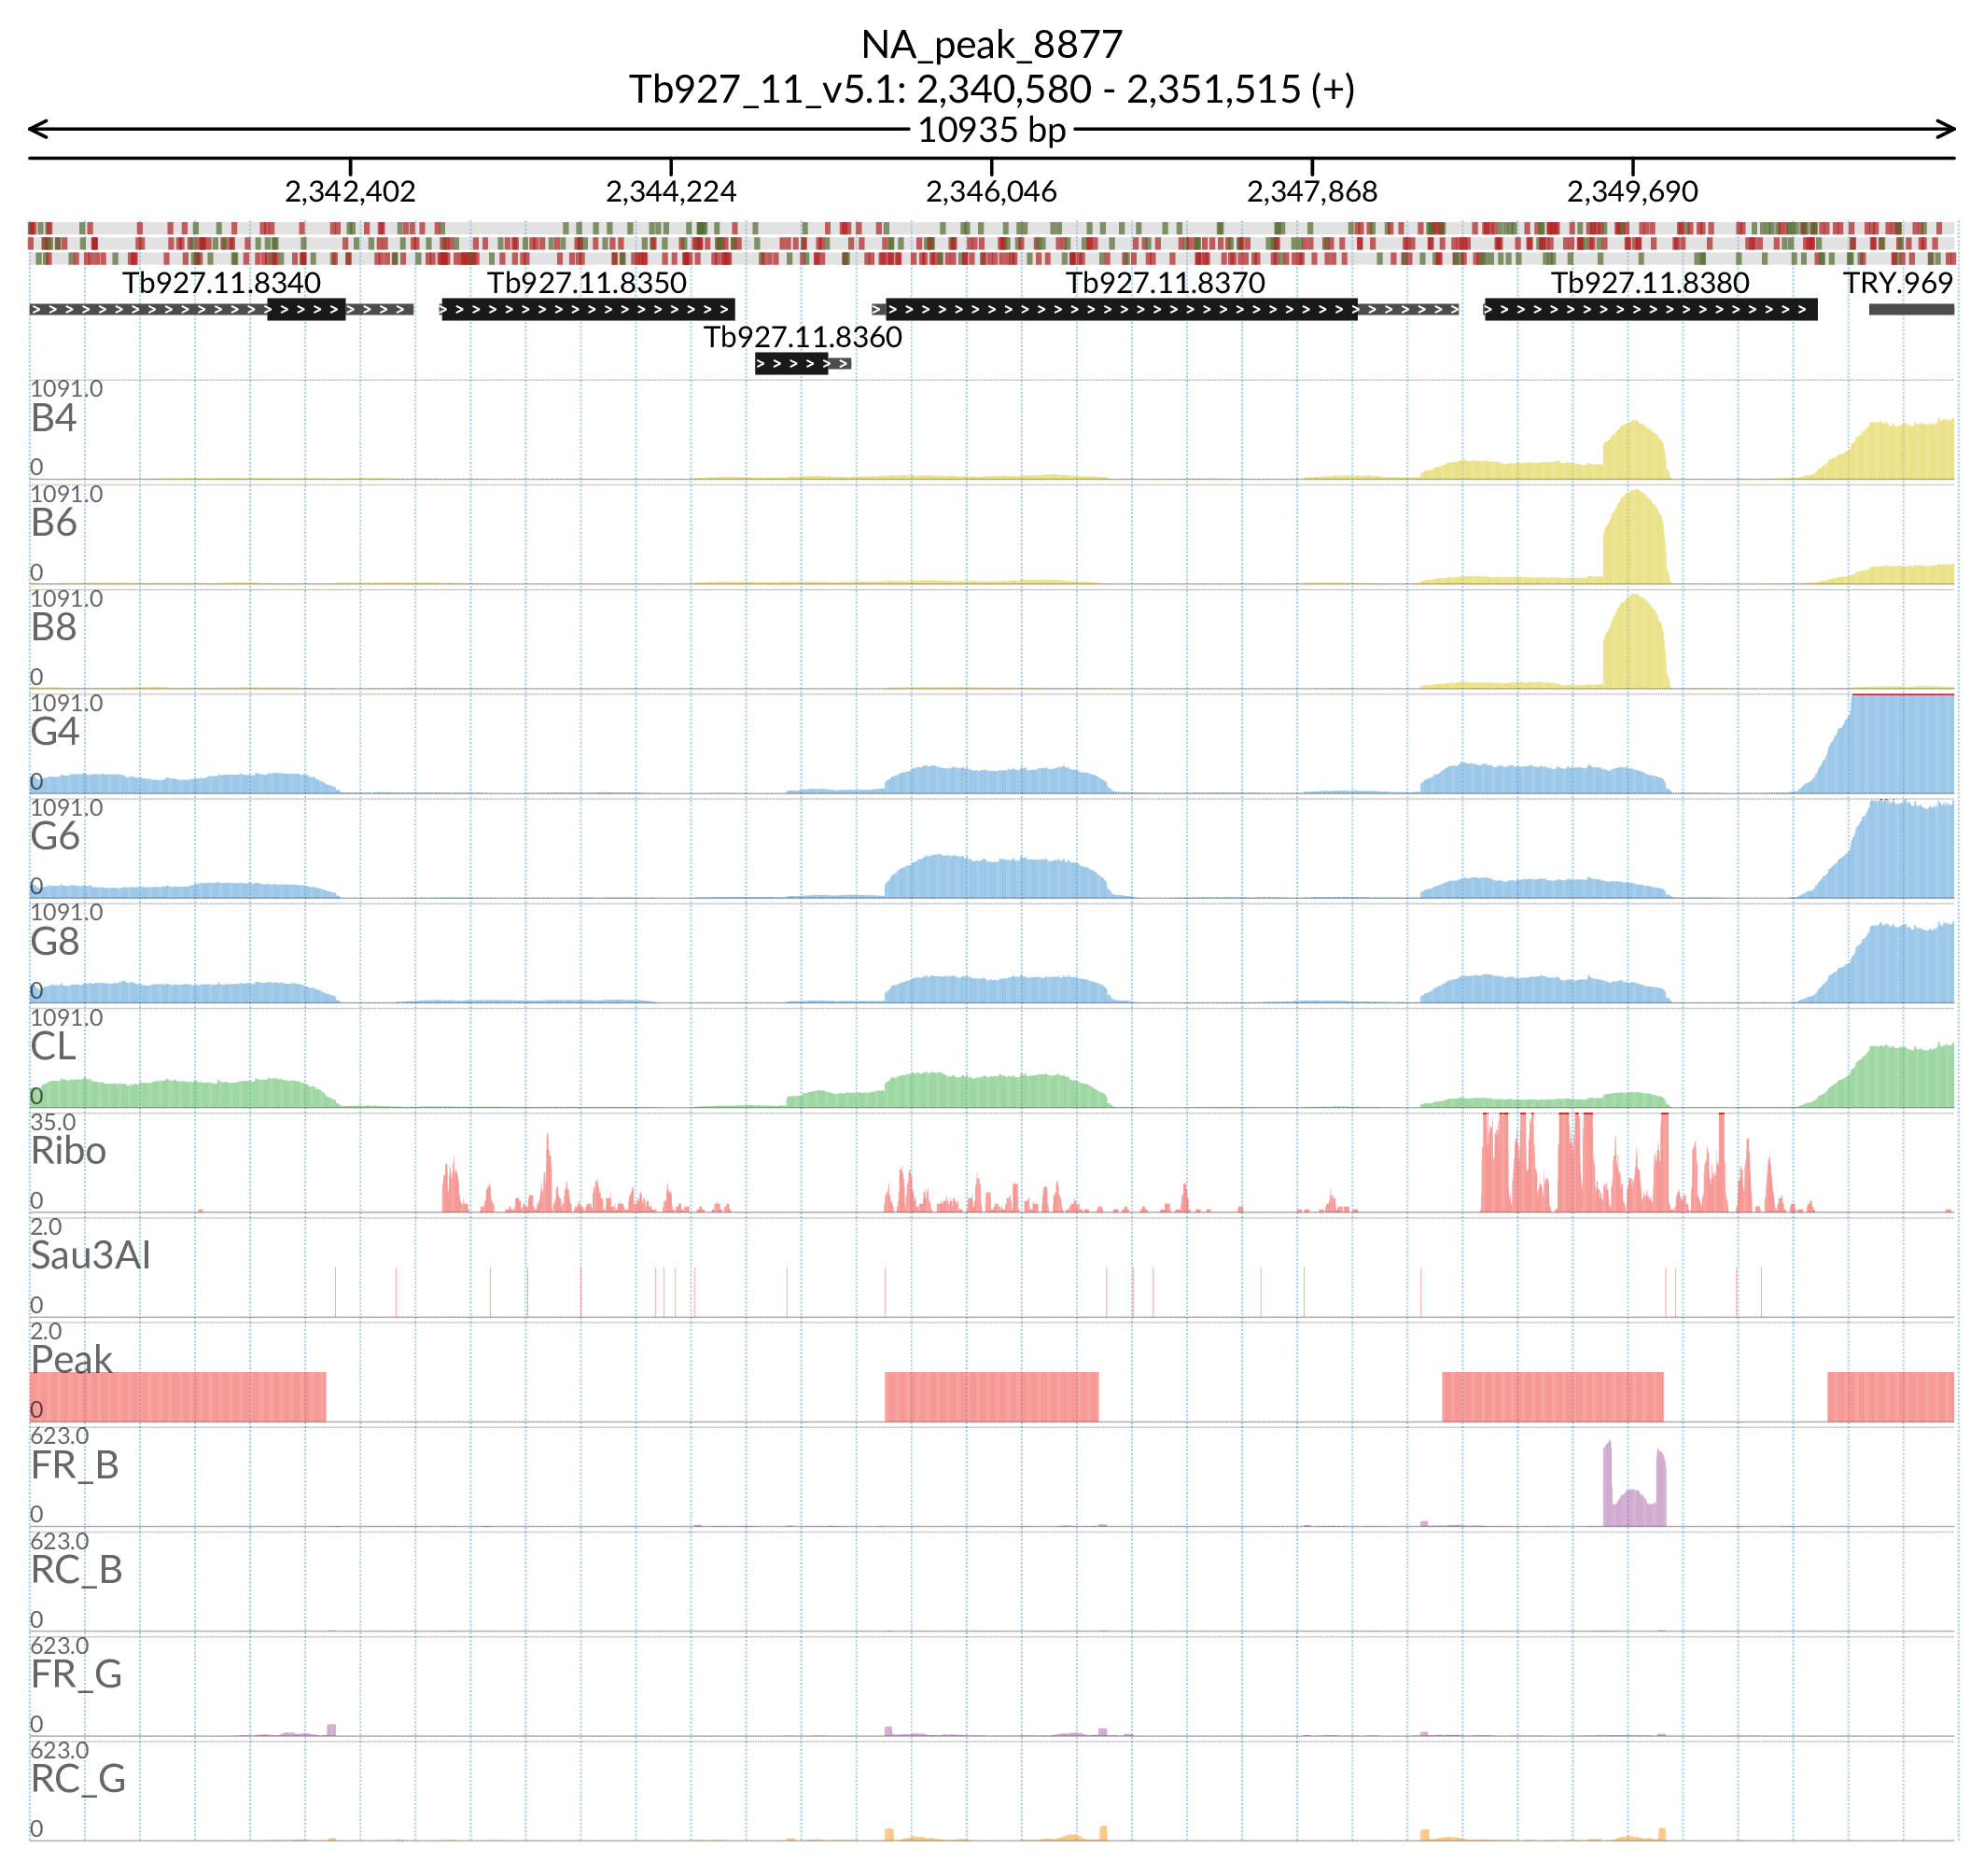 NA_peak_8877
Tb927_11_v5.1: 2,340,580 - 2,351,515 (+)
10935 bp
2,342,402 2,344,224 2,346,046 2,347,868 2,349,690
Tb927.11.8340 Tb927.11.8350 Tb927.11.8370 Tb927.11.8380 TRY.969
Tb927.11.8360
1091.0
B4
0
1091.0
B6
0
1091.0
B8
0
1091.0
G4
0
1091.0
G6
0
1091.0
G8
0
1091.0
CL
0
35.0
Ribo
0
2.0
Sau3AI
0
2.0
Peak
0
623.0
FR_B
0
623.0
RC_B
0
623.0
FR_G
0
623.0
RC_G
0